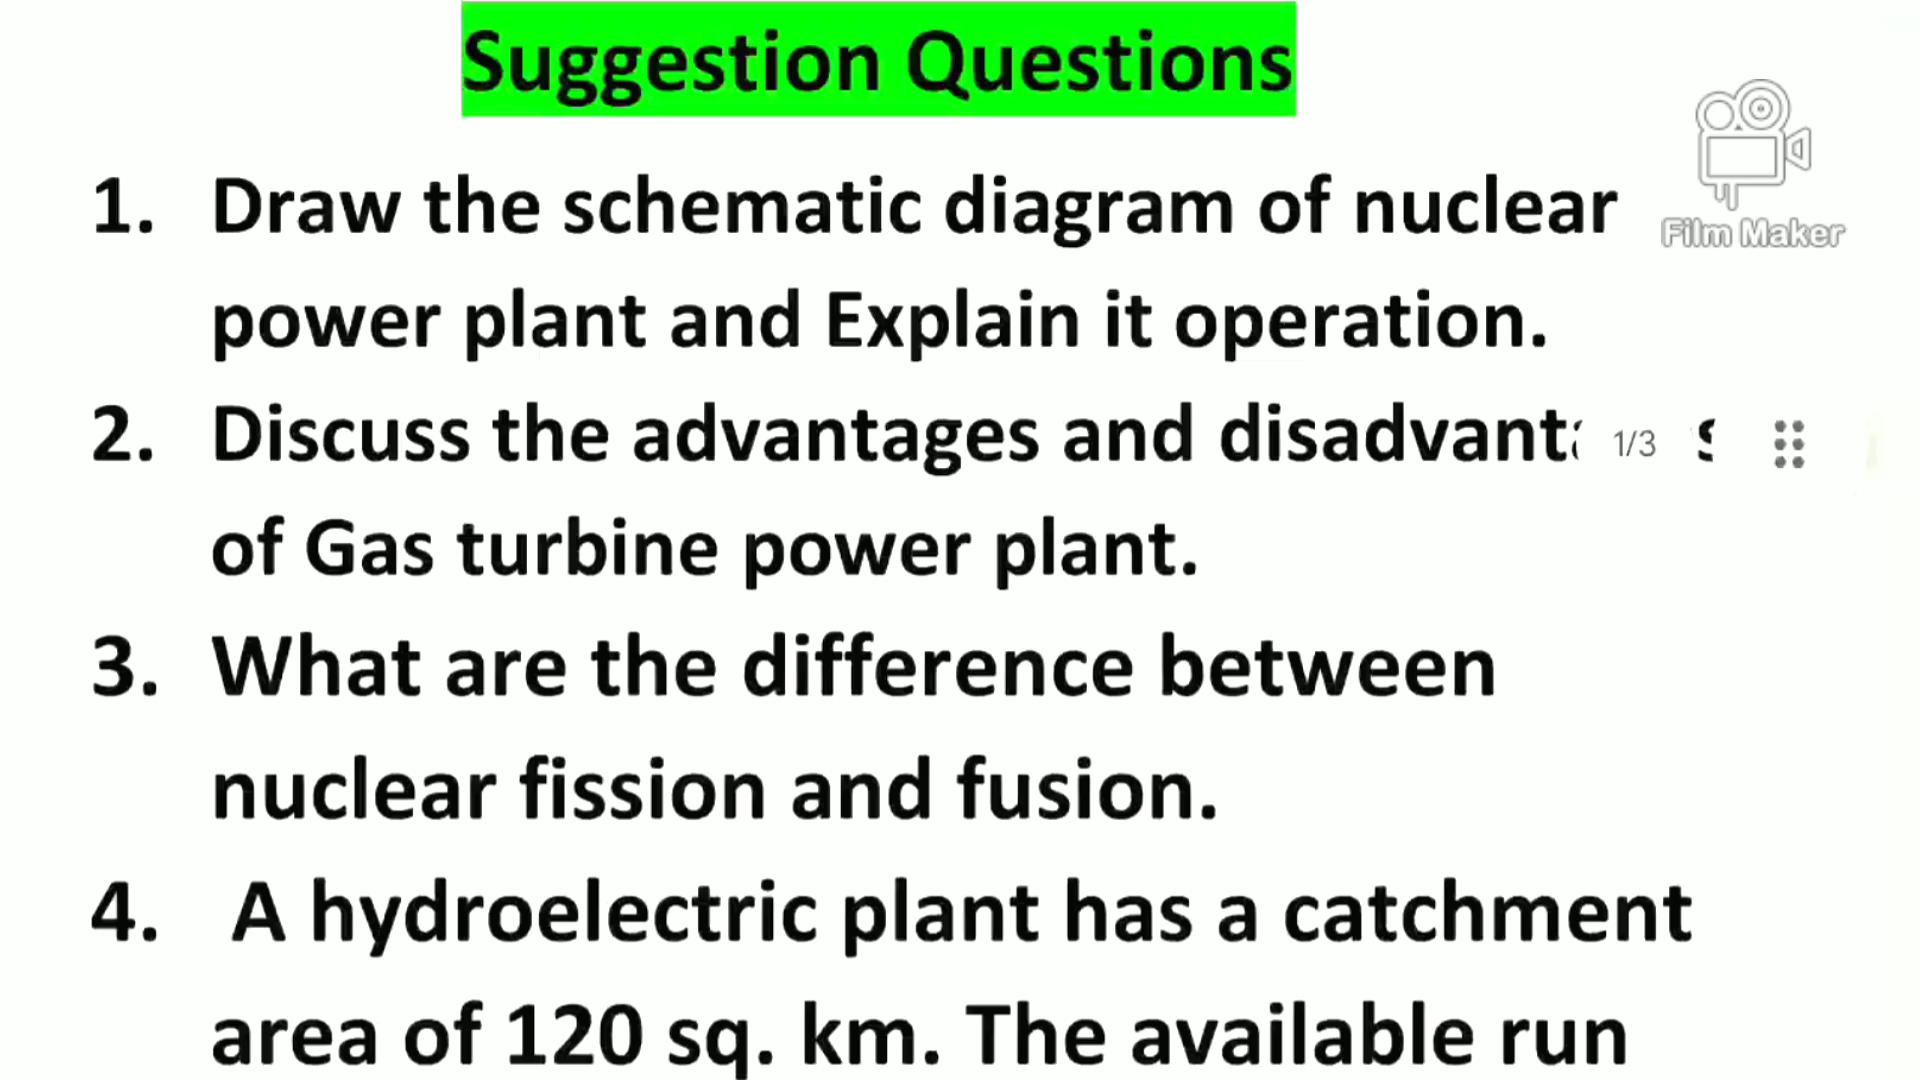 Suggestion Questions
1. Draw the schematic diagram of nuclear
Film Maker
power plant and Explain it operation.
2. Discuss the advantages and 1/3
of Gas turbine power plant.
3. What are the difference between
nuclear fission and fusion.
4. A hydroelectric plant has a catchment
area of 120 sq. km. The available run